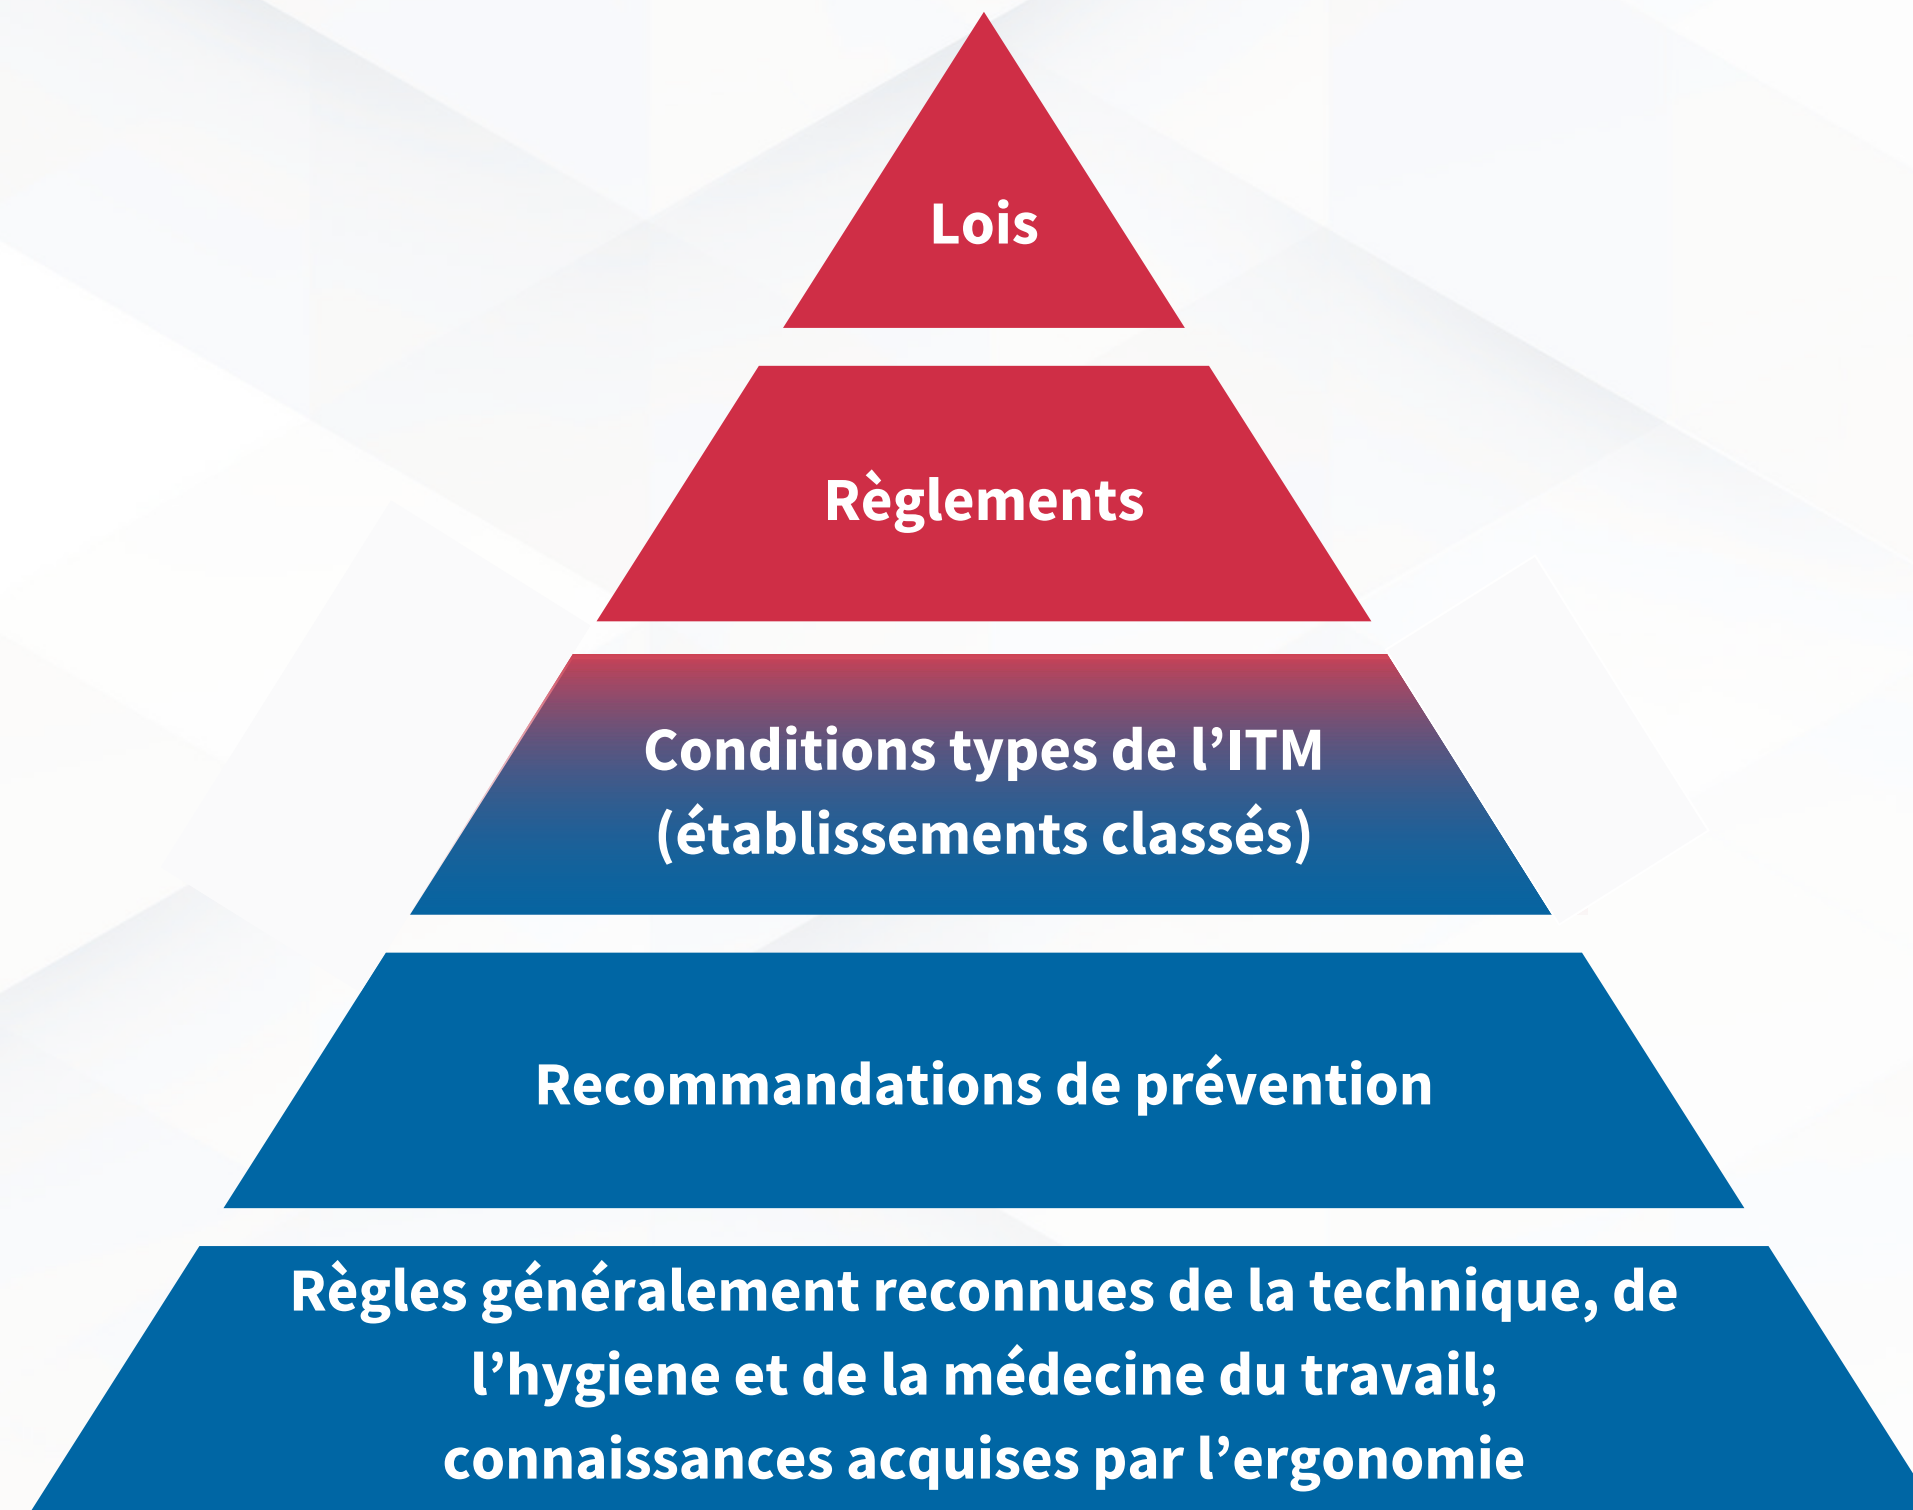 Lois
Règlements
Conditions types de l’ITM
(établissements classés)
Recommandations de prévention
Règles généralement reconnues de la technique, de
l’hygiene et de la médecine du travail;
connaissances acquises par l’ergonomie